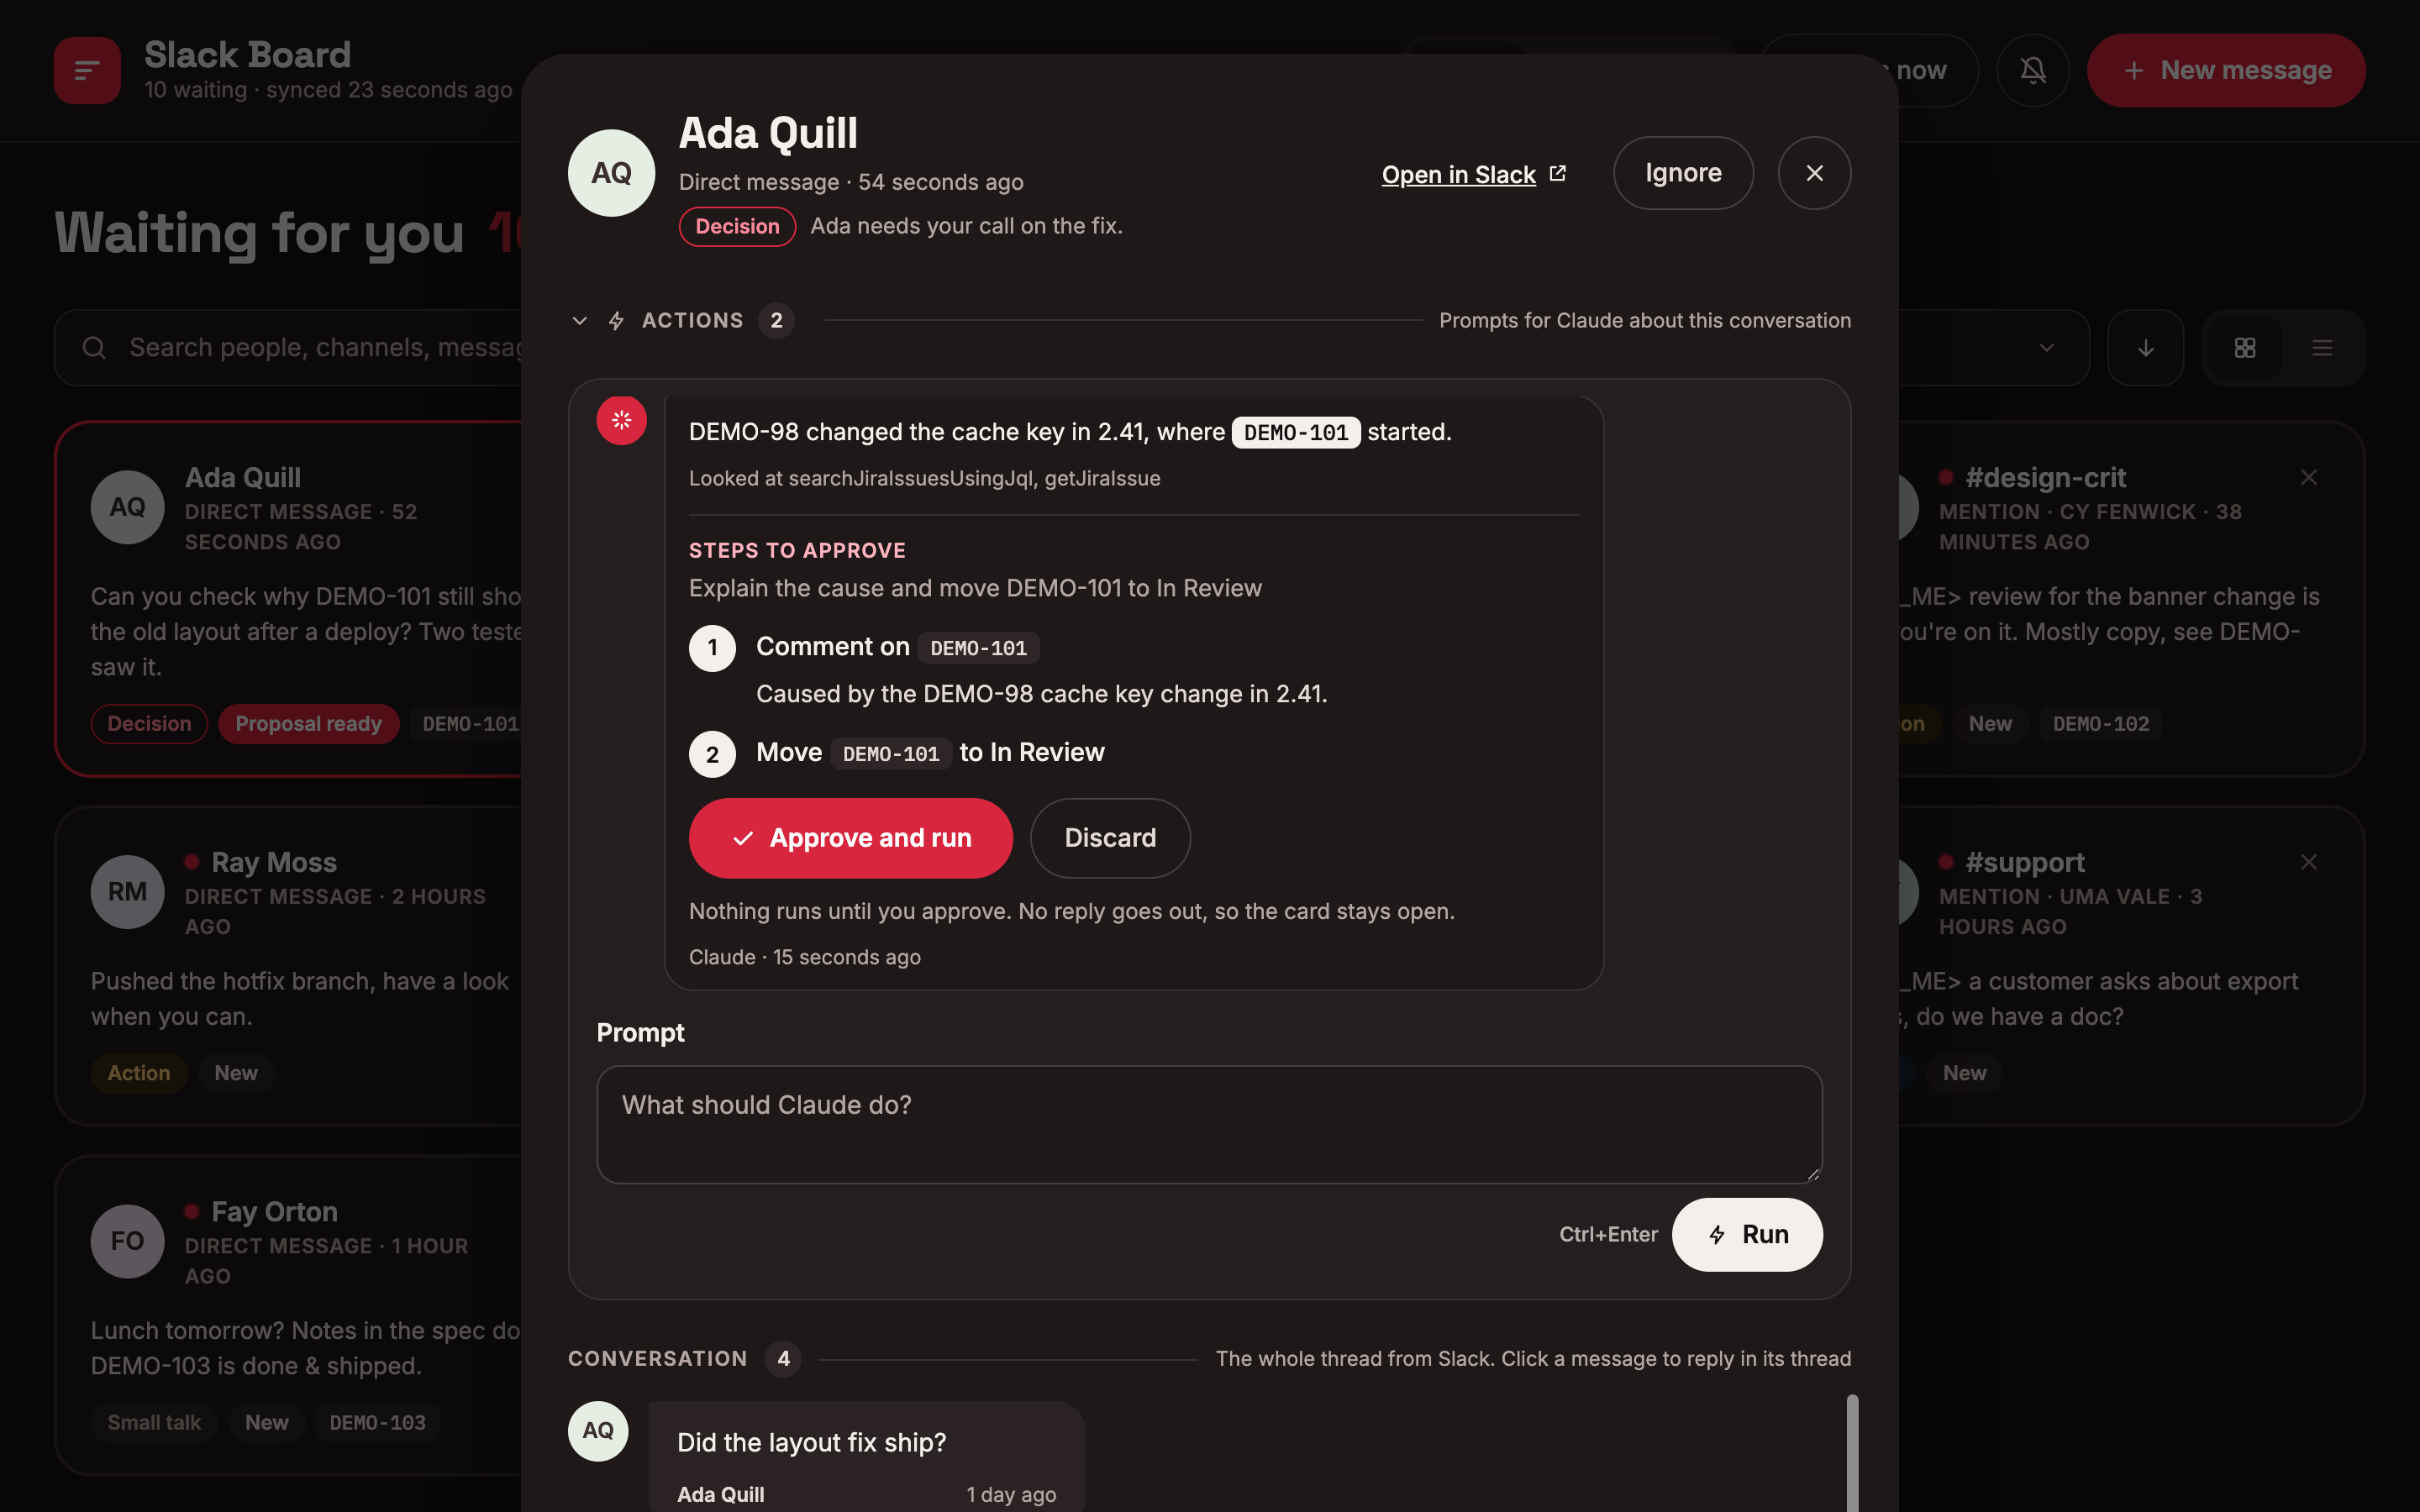 Slack Board
10 waiting · synced 23 seconds ago
now
New message
Waiting for you
Search people, channels,
AQ
Ada Quill
DIRECT MESSAGE · 52
SECONDS AGO
Can you check why DEMO-101 still
the old layout after a deploy? Two
saw it.
Decision
Proposal ready
DEMO-101
RM
Ray Moss
DIRECT MESSAGE · 2 HOURS
AGO
Pushed the hotfix branch, have a look
when you can.
Action
New
FO
Fay Orton
DIRECT MESSAGE · 1 HOUR
AGO
Lunch tomorrow? Notes in the spec
DEMO-103 is done & shipped.
Small talk
New
DEMO-103
AQ
Ada Quill
Direct message · 54 seconds ago
Decision
Ada needs your call on the fix.
Open in Slack
Ignore
ACTIONS 2
Prompts for Claude about this conversation
DEMO-98 changed the cache key in 2.41, where DEMO-101 started.
Looked at searchJiraIssuesUsingJql, getJiraIssue
STEPS TO APPROVE
Explain the cause and move DEMO-101 to In Review
1 Comment on DEMO-101
Caused by the DEMO-98 cache key change in 2.41.
2 Move DEMO-101 to In Review
Approve and run
Discard
Nothing runs until you approve. No reply goes out, so the card stays open.
Claude · 15 seconds ago
Prompt
What should Claude do?
Ctrl+Enter
Run
CONVERSATION 4
The whole thread from Slack. Click a message to reply in its thread
AQ
Did the layout fix ship?
Ada Quill
1 day ago
#design-crit
MENTION · CY FENWICK · 38
MINUTES AGO
_ME> review for the banner change is
you're on it. Mostly copy, see DEMO-
New
DEMO-102
#support
MENTION · UMA VALE · 3
HOURS AGO
_ME> a customer asks about export
, do we have a doc?
New